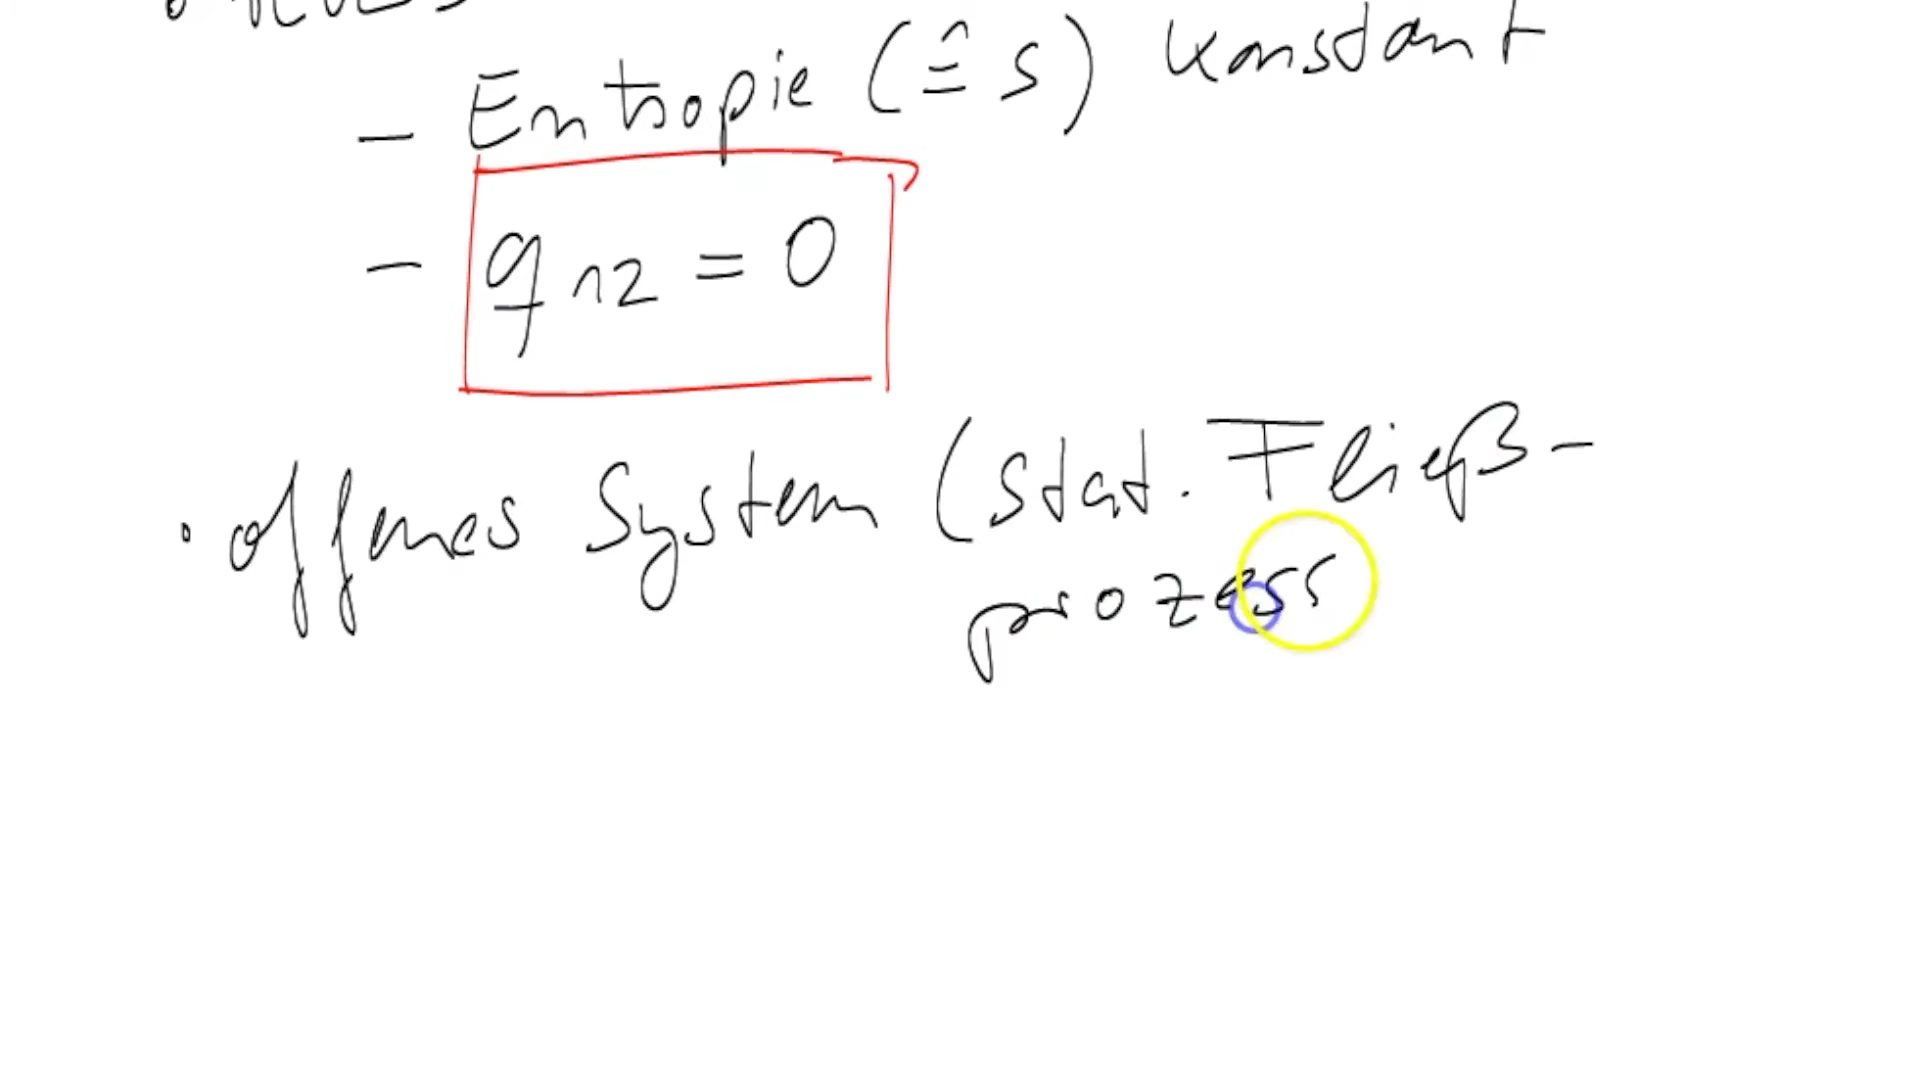 - Entropie (≙ s) konstant
- q12 = 0
• offenes System (stat. Fließ-
prozess